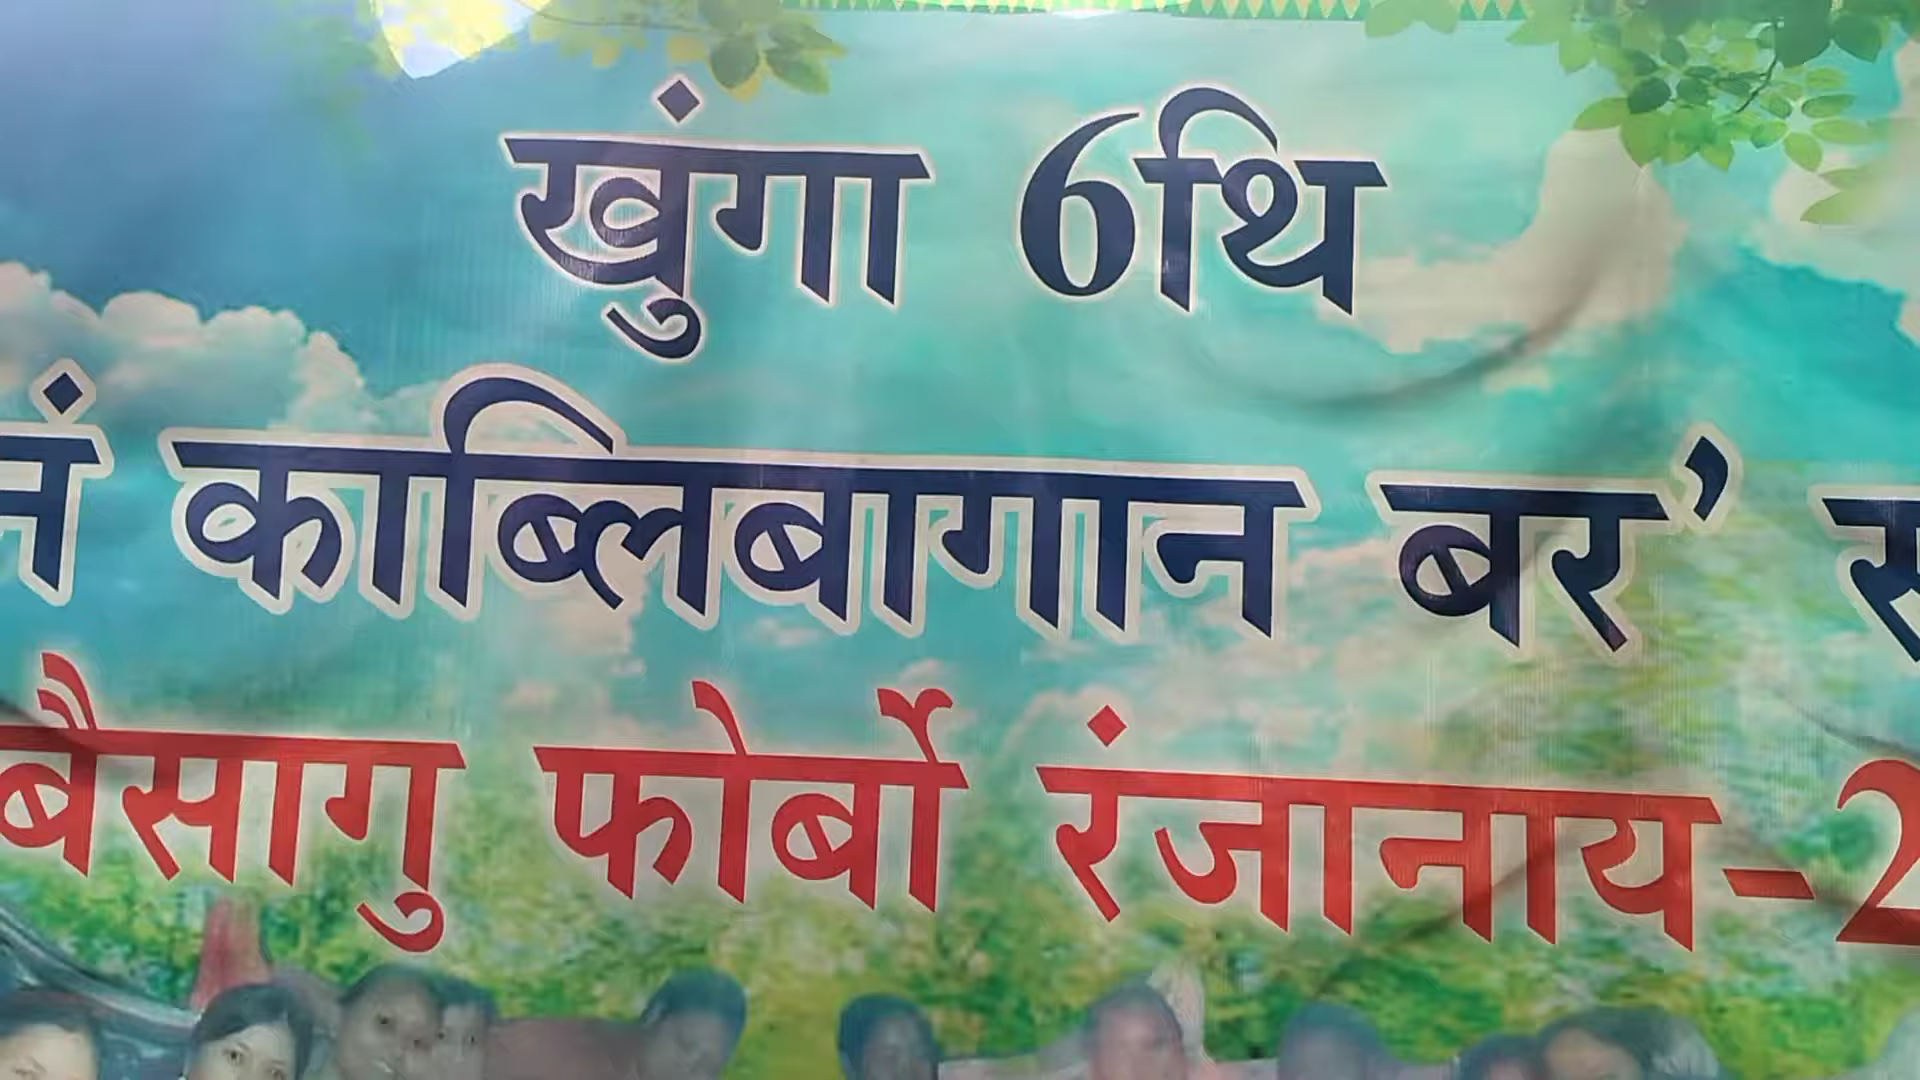 खुंगा 6थि
नं काब्लिबागान बर' स
बैसागु फोर्बो रंजानाय-2